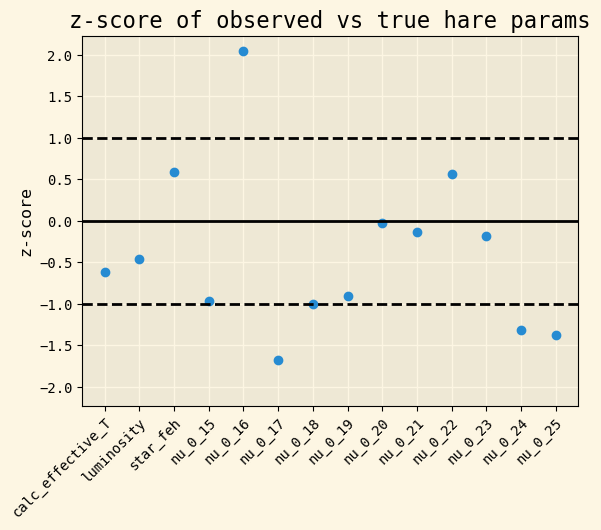 z-score of observed vs true hare params
z-score
2.0
1.5
1.0
0.5
0.0
−0.5
−1.0
−1.5
−2.0
calc_effective_T
luminosity
star_feh
nu_0_15
nu_0_16
nu_0_17
nu_0_18
nu_0_19
nu_0_20
nu_0_21
nu_0_22
nu_0_23
nu_0_24
nu_0_25